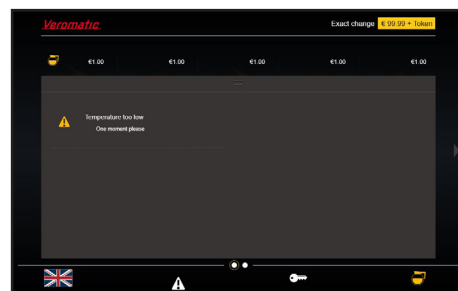 Veromatic
Exact change € 99.99 + Token
€1.00 €1.00 €1.00 €1.00 €1.00
Temperature too low
One moment please